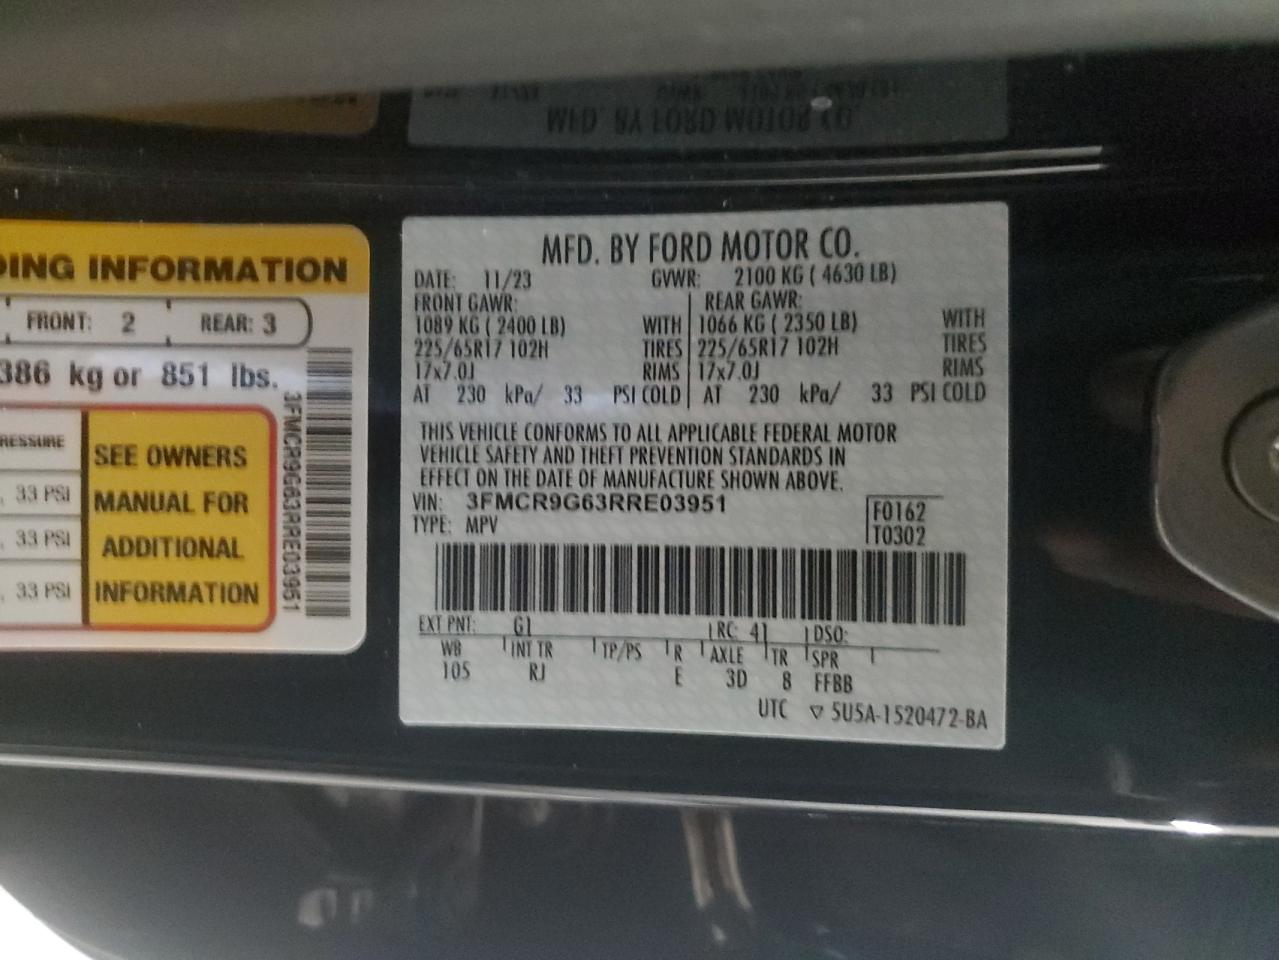 DING INFORMATION
FRONT: 2 REAR: 3
386 kg or 851 lbs.
RESSURE
33 PSI
33 PSI
33 PSI
SEE OWNERS
MANUAL FOR
ADDITIONAL
INFORMATION
3FMCR9G63RRE03951
MFD. BY FORD MOTOR CO.
DATE: 11/23 GVWR: 2100 KG ( 4630 LB)
FRONT GAWR: REAR GAWR:
1089 KG ( 2400 LB) WITH 1066 KG ( 2350 LB) WITH
225/65R17 102H TIRES 225/65R17 102H TIRES
17x7.0J RIMS 17x7.0J RIMS
AT 230 kPa/ 33 PSI COLD AT 230 kPa/ 33 PSI COLD
THIS VEHICLE CONFORMS TO ALL APPLICABLE FEDERAL MOTOR
VEHICLE SAFETY AND THEFT PREVENTION STANDARDS IN
EFFECT ON THE DATE OF MANUFACTURE SHOWN ABOVE.
VIN: 3FMCR9G63RRE03951
TYPE: MPV
F0162
T0302
EXT PNT: G1 RC: 41 DSO:
WB INT TR TP/PS R AXLE TR SPR
105 RJ E 3D 8 FFBB
UTC ▽ 5U5A-1520472-BA